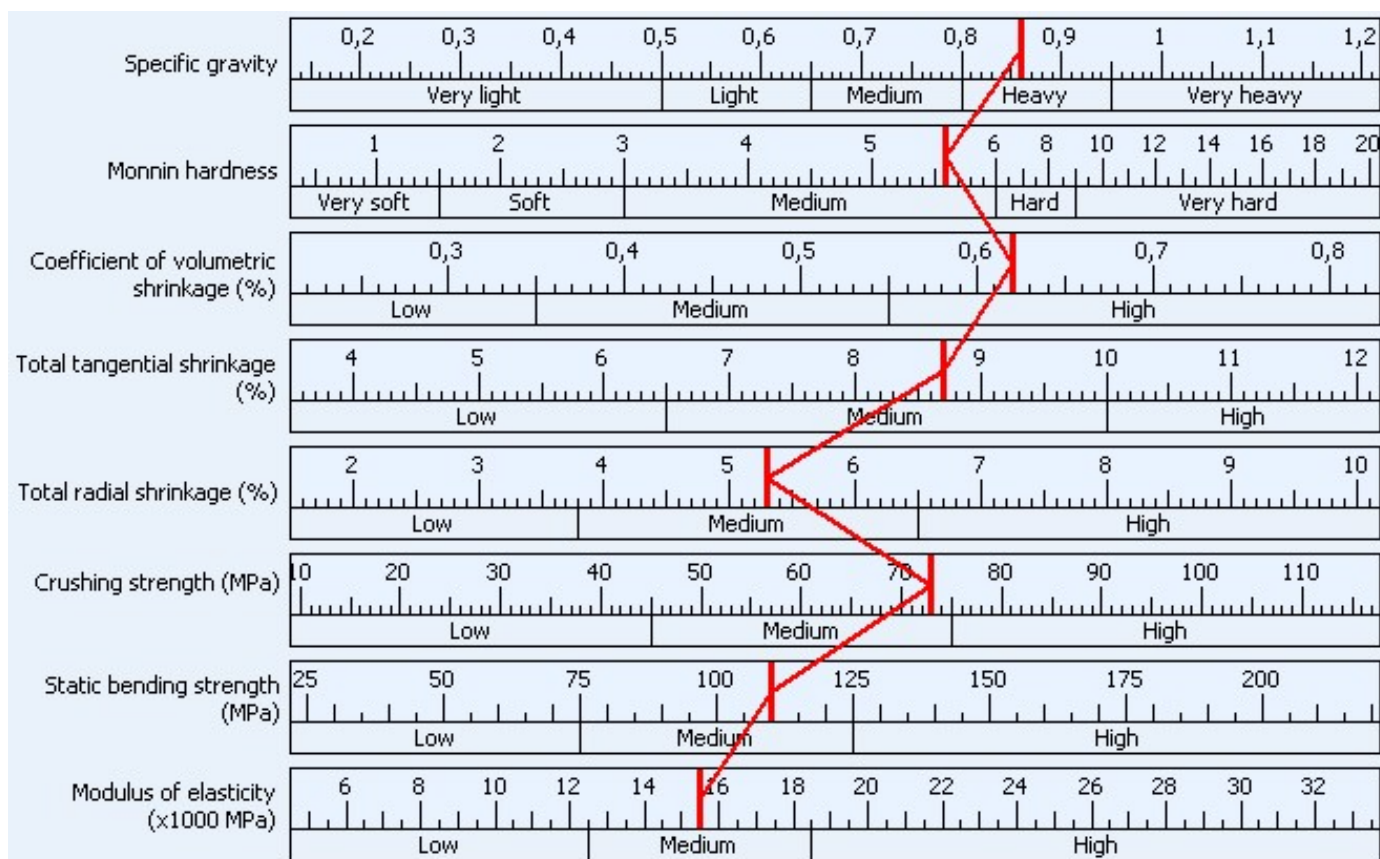 0,2 0,3 0,4 0,5 0,6 0,7 0,8 0,9 1 1,1 1,2
Specific gravity
Very light Light Medium Heavy Very heavy
1 2 3 4 5 6 8 10 12 14 16 18 20
Monnin hardness
Very soft Soft Medium Hard Very hard
0,3 0,4 0,5 0,6 0,7 0,8
Coefficient of volumetric
shrinkage (%)
Low Medium High
4 5 6 7 8 9 10 11 12
Total tangential shrinkage
(%)
Low Medium High
2 3 4 5 6 7 8 9 10
Total radial shrinkage (%)
Low Medium High
10 20 30 40 50 60 70 80 90 100 110
Crushing strength (MPa)
Low Medium High
25 50 75 100 125 150 175 200
Static bending strength
(MPa)
Low Medium High
6 8 10 12 14 16 18 20 22 24 26 28 30 32
Modulus of elasticity
(x1000 MPa)
Low Medium High